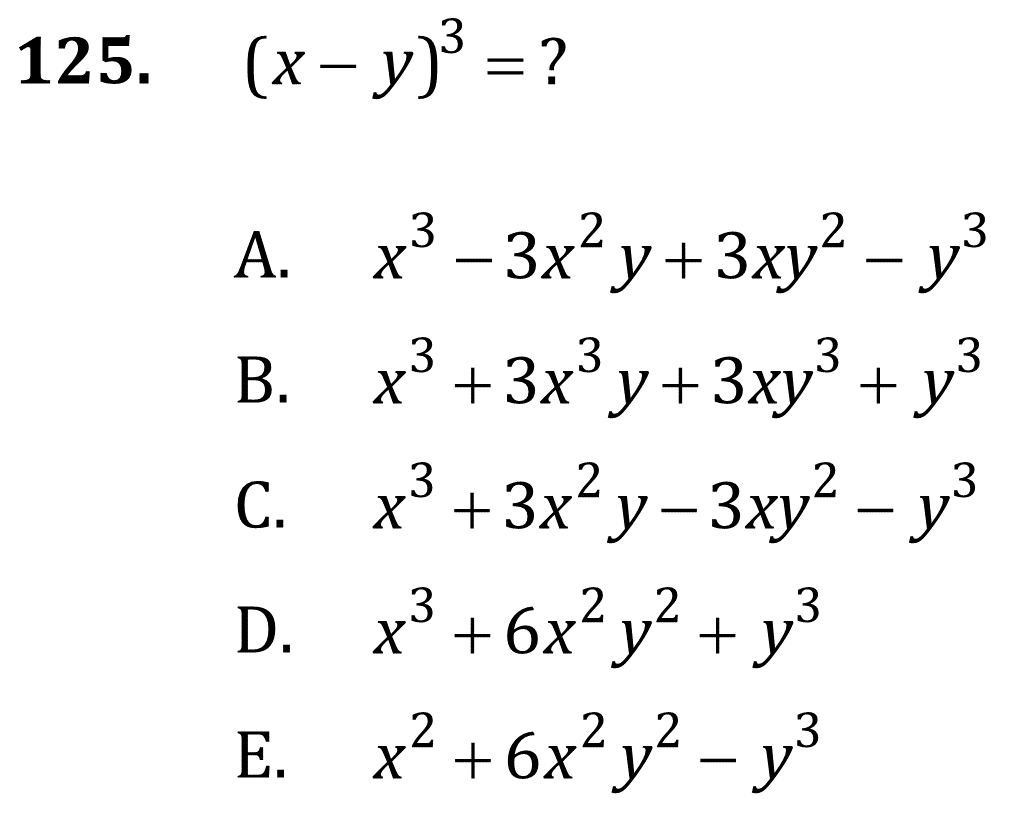 125. (x − y)³ = ?
A. x³ − 3x²y + 3xy² − y³
B. x³ + 3x³y + 3xy³ + y³
C. x³ + 3x²y − 3xy² − y³
D. x³ + 6x²y² + y³
E. x² + 6x²y² − y³